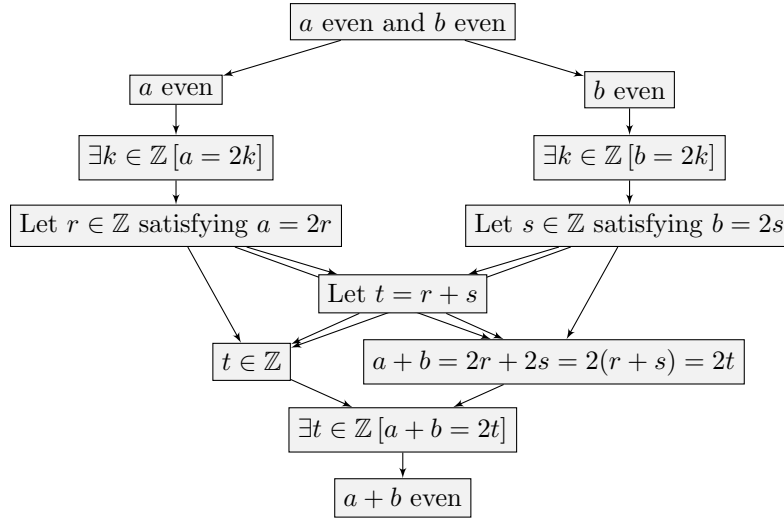 a even and b even
a even
b even
∃k ∈ ℤ [a = 2k]
∃k ∈ ℤ [b = 2k]
Let r ∈ ℤ satisfying a = 2r
Let s ∈ ℤ satisfying b = 2s
Let t = r + s
t ∈ ℤ
a + b = 2r + 2s = 2(r + s) = 2t
∃t ∈ ℤ [a + b = 2t]
a + b even